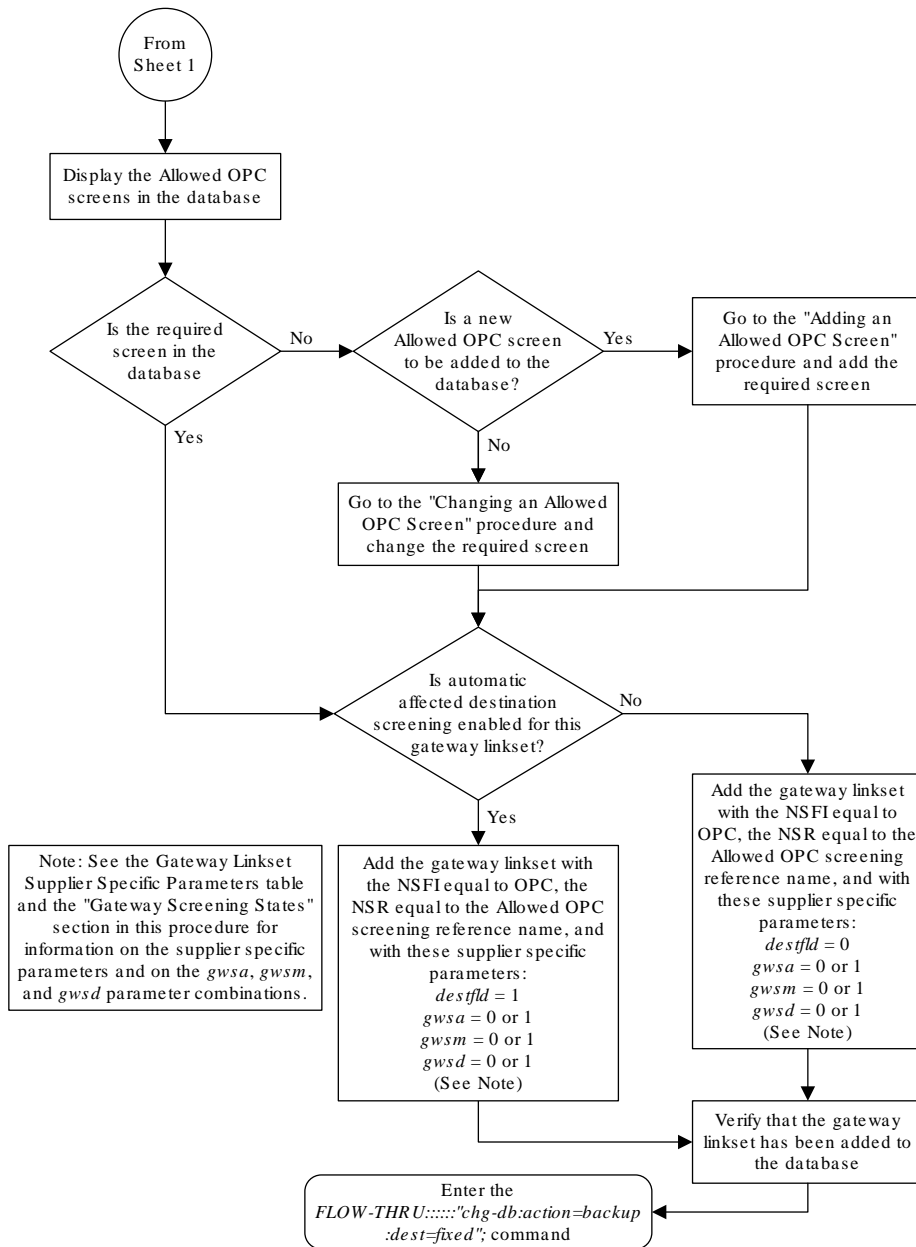 From
Sheet 1
Display the Allowed OPC
screens in the database
Is the required
screen in the
database
No
Is a new
Allowed OPC screen
to be added to the
database?
Yes
Go to the "Adding an
Allowed OPC Screen"
procedure and add the
required screen
Yes
No
Go to the "Changing an Allowed
OPC Screen" procedure and
change the required screen
Is automatic
affected destination
screening enabled for this
gateway linkset?
No
Yes
Add the gateway linkset
with the NSFI equal to
OPC, the NSR equal to the
Allowed OPC screening
reference name, and with
these supplier specific
parameters:
destfld = 0
gwsa = 0 or 1
gwsm = 0 or 1
gwsd = 0 or 1
(See Note)
Note: See the Gateway Linkset
Supplier Specific Parameters table
and the "Gateway Screening States"
section in this procedure for
information on the supplier specific
parameters and on the gwsa, gwsm,
and gwsd parameter combinations.
Add the gateway linkset with
the NSFI equal to OPC, the
NSR equal to the Allowed OPC
screening reference name, and
with these supplier specific
parameters:
destfld = 1
gwsa = 0 or 1
gwsm = 0 or 1
gwsd = 0 or 1
(See Note)
Verify that the gateway
linkset has been added to
the database
Enter the
FLOW-THRU::::::"chg-db:action=backup
:dest=fixed"; command